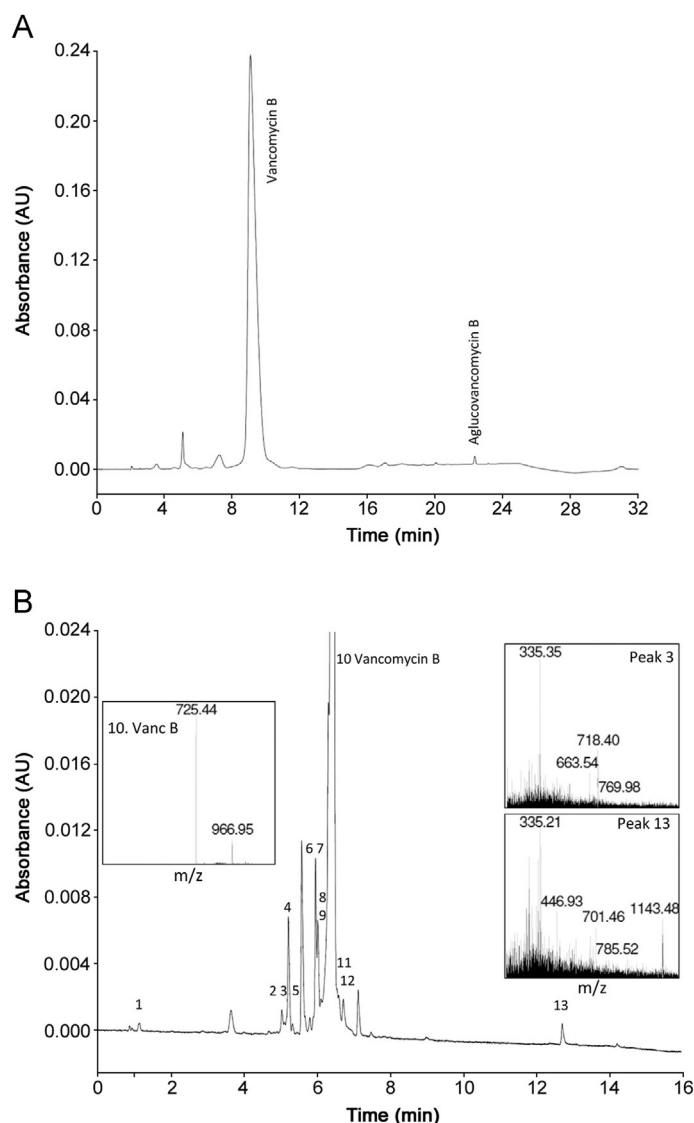 A
0.24
0.20
0.16
0.12
0.08
0.04
0.00
Absorbance (AU)
Vancomycin B
Aglucovancomycin B
0 4 8 12 16 20 24 28 32
Time (min)
B
0.024
0.020
0.016
0.012
0.008
0.004
0.000
Absorbance (AU)
10 Vancomycin B
725.44
10. Vanc B
966.95
m/z
335.35 Peak 3
718.40
663.54
769.98
335.21 Peak 13
446.93 1143.48
701.46
785.52
m/z
6 7
8
4 9
11
2 3 5 12
1 13
0 2 4 6 8 10 12 14 16
Time (min)